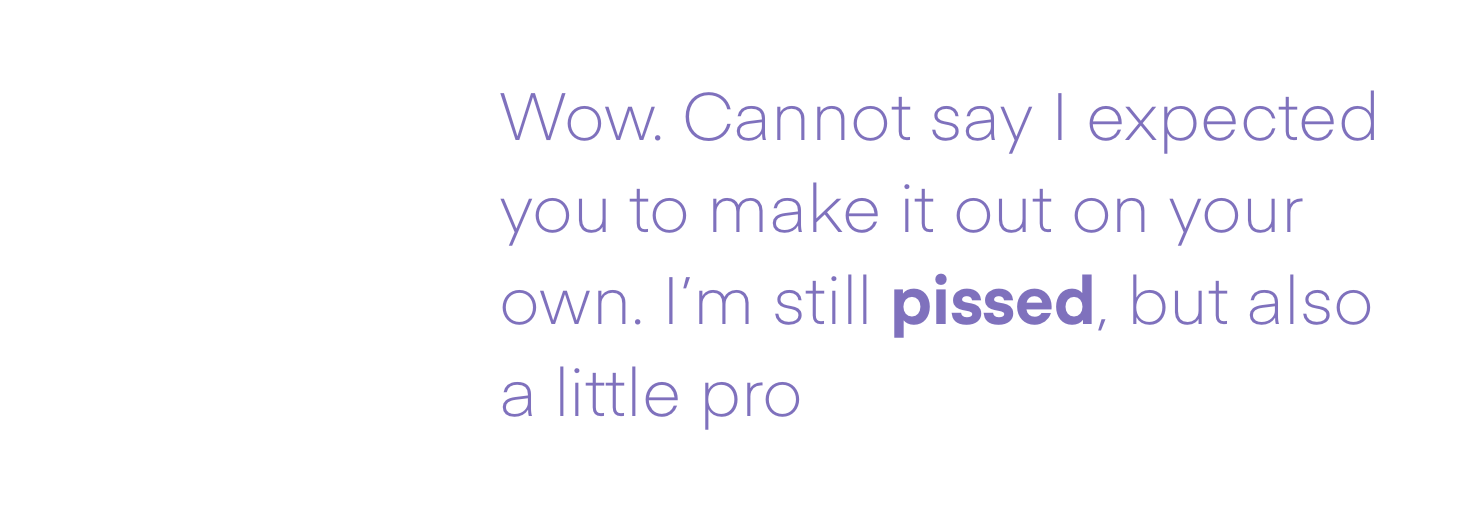 Wow. Cannot say I expected
you to make it out on your
own. I’m still pissed, but also
a little pro